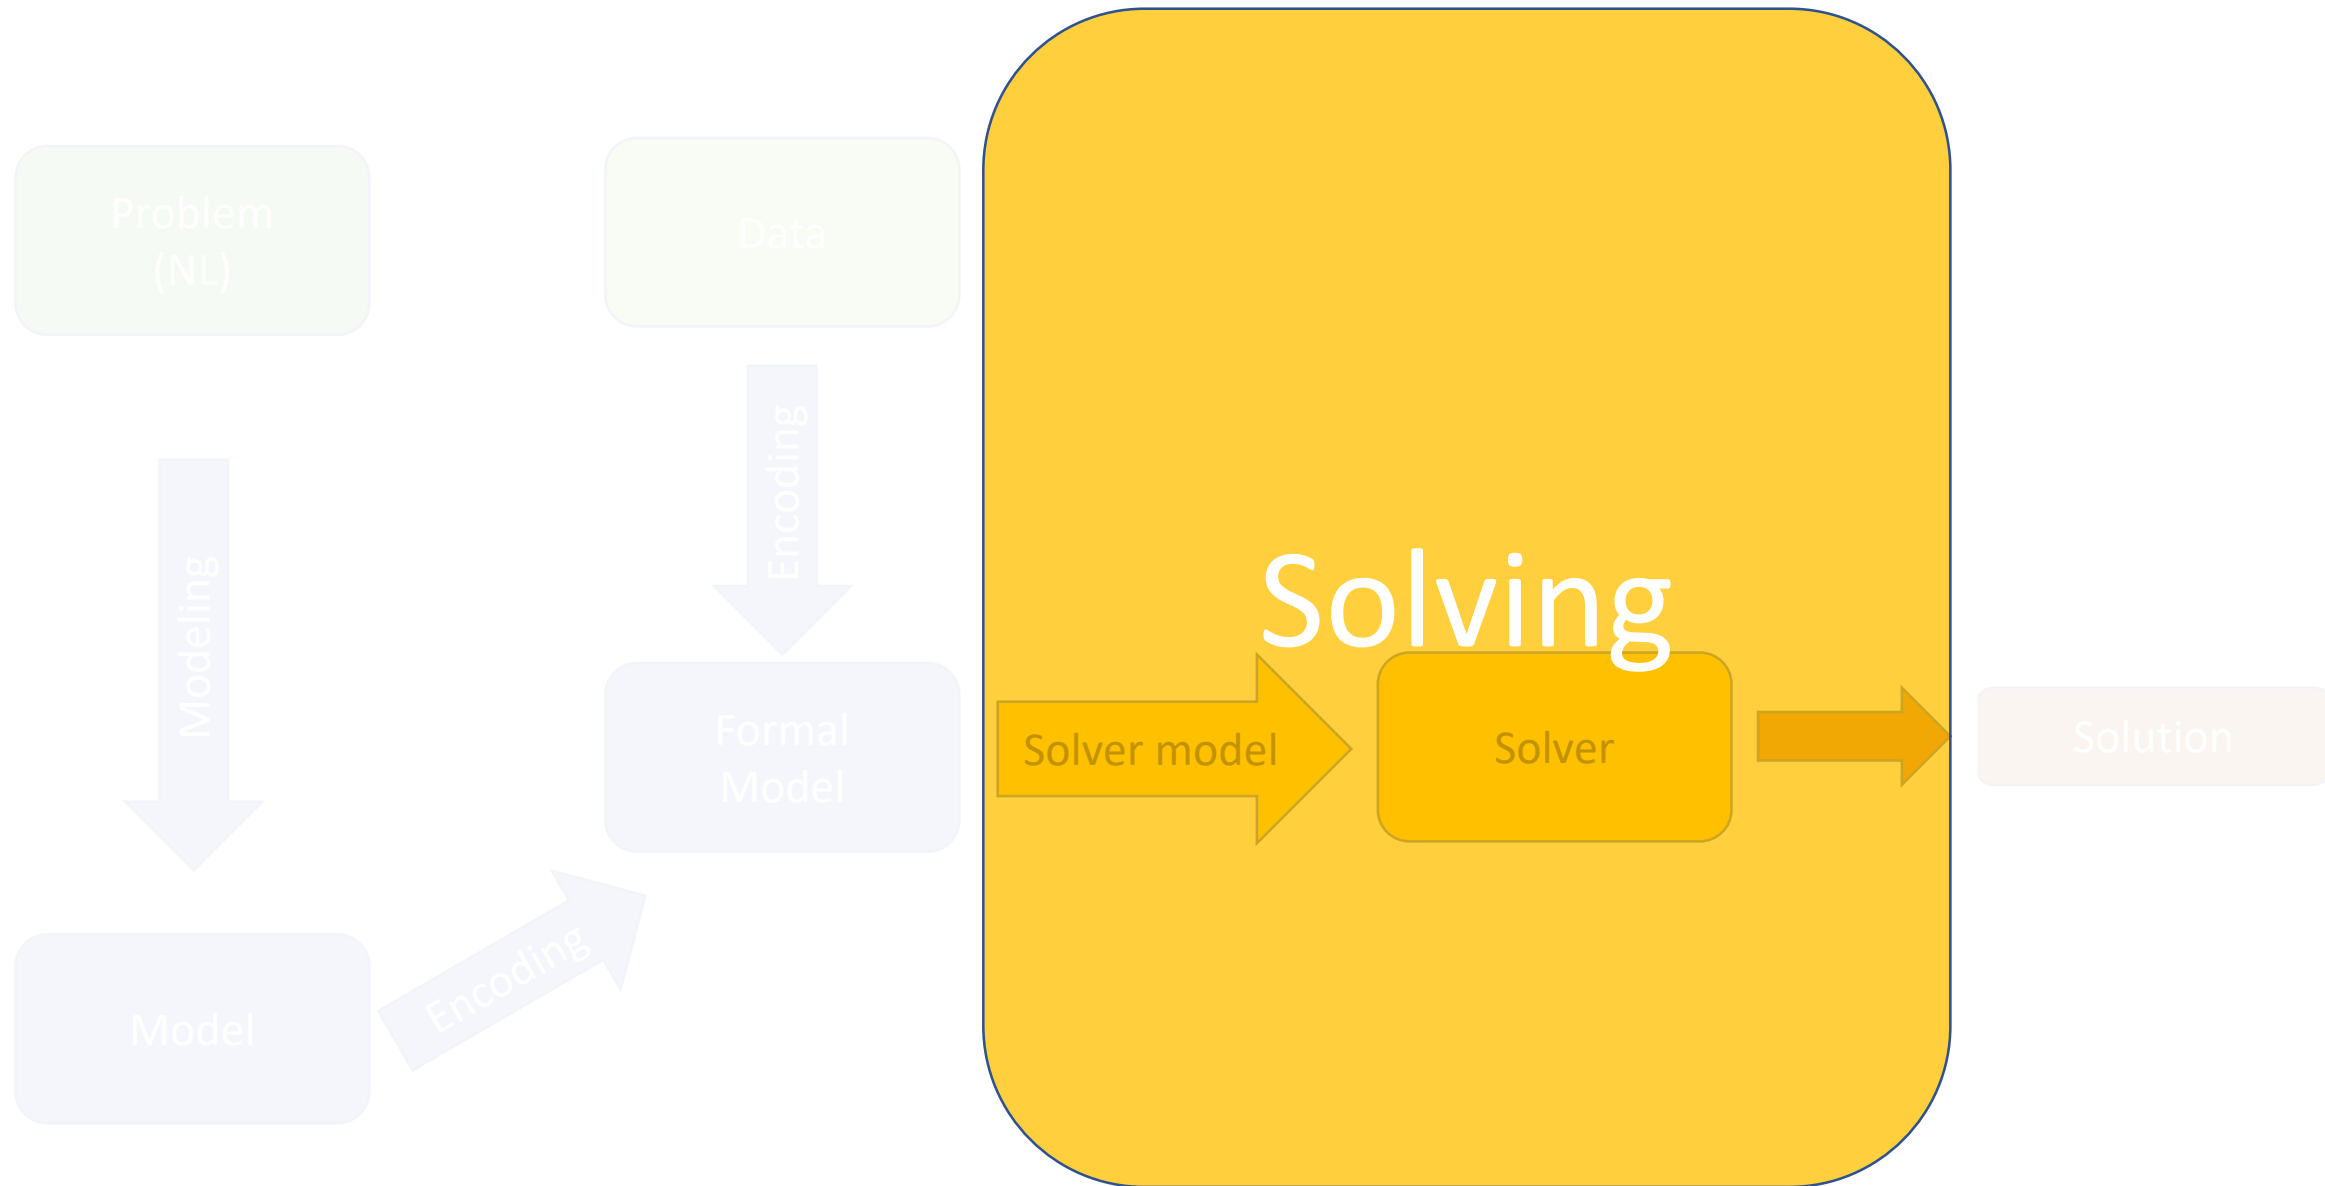 Problem
(NL)
Data
Modeling
Encoding
Formal
Model
Model
Encoding
Solving
Solver model
Solver
Solution